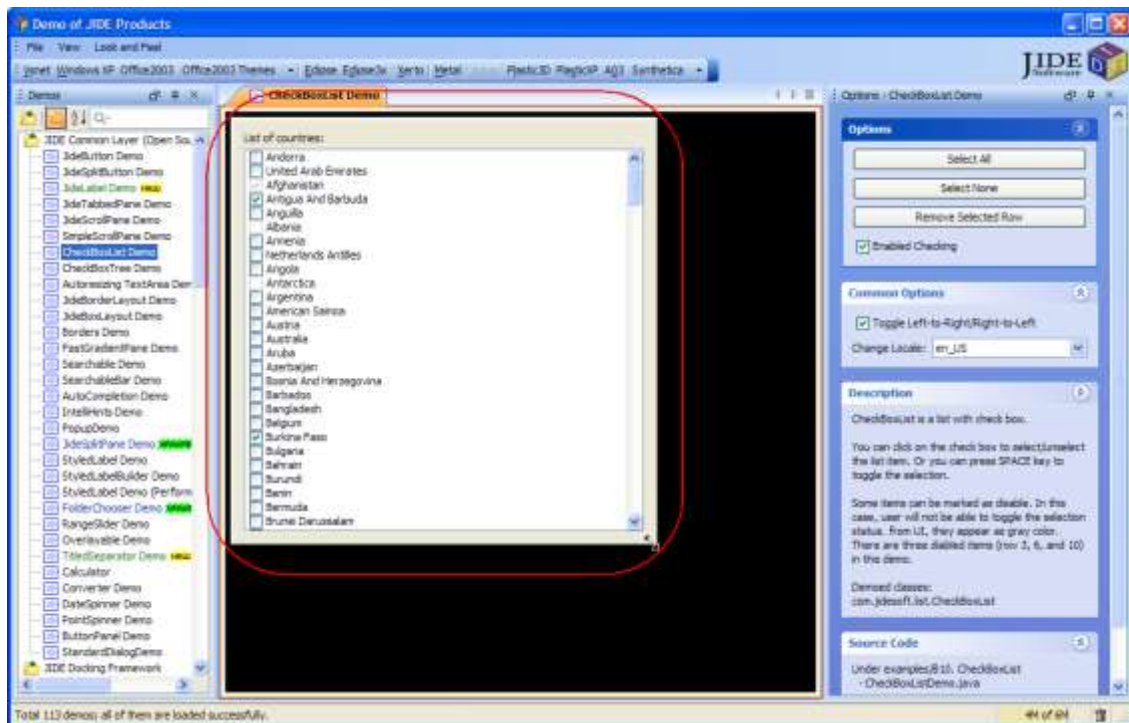 Demo of JIDE Products
File View Look and Feel
Vsnet Windows XP Office2003 Office2003 Themes Eclipse Eclipse3x Xerto Metal Plastic3D PlasticXP A03 Synthetica
JIDE
Software
Demos
JIDE Common Layer (Open Sou
JideButton Demo
JideSplitButton Demo
JideLabel Demo NEW
JideTabbedPane Demo
JideScrollPane Demo
SimpleScrollPane Demo
CheckBoxList Demo
CheckBoxTree Demo
Autoresizing TextArea Dem
JideBorderLayout Demo
JideBoxLayout Demo
Borders Demo
FastGradientPane Demo
Searchable Demo
SearchableBar Demo
AutoCompletion Demo
IntelliHints Demo
PopupDemo
JideSplitPane Demo
StyledLabel Demo
StyledLabelBuilder Demo
StyledLabel Demo (Perform
FolderChooser Demo
RangeSlider Demo
Overlayable Demo
TitledSeparator Demo NEW
Calculator
Converter Demo
DateSpinner Demo
PointSpinner Demo
ButtonPanel Demo
StandardDialogDemo
JIDE Docking Framework
CheckBoxList Demo
List of countries:
Andorra
United Arab Emirates
Afghanistan
Antigua And Barbuda
Anguilla
Albania
Armenia
Netherlands Antilles
Angola
Antarctica
Argentina
American Samoa
Austria
Australia
Aruba
Azerbaijan
Bosnia And Herzegovina
Barbados
Bangladesh
Belgium
Burkina Faso
Bulgaria
Bahrain
Burundi
Benin
Bermuda
Brunei Darussalam
Options : CheckBoxList Demo
Options
Select All
Select None
Remove Selected Row
Enabled Checking
Common Options
Toggle Left-to-Right/Right-to-Left
Change Locale: en_US
Description
CheckBoxList is a list with check box.
You can click on the check box to select/unselect
the list item. Or you can press SPACE key to
toggle the selection.
Some items can be marked as disable. In this
case, user will not be able to toggle the selection
status. From UI, they appear as gray color.
There are three diabled items (row 3, 6, and 10)
in this demo.
Demoed classes:
com.jidesoft.list.CheckBoxList
Source Code
Under examples/B10. CheckBoxList
- CheckBoxListDemo.java
Total 113 demos; all of them are loaded successfully.